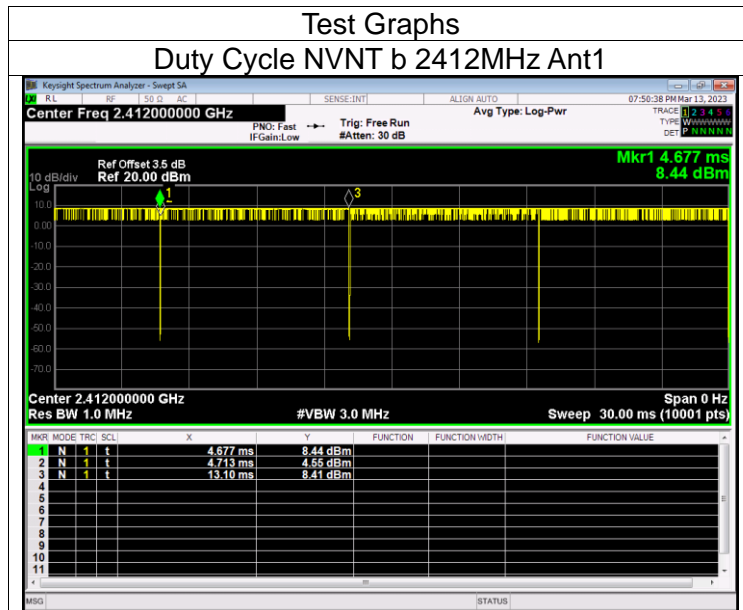 Test Graphs
Duty Cycle NVNT b 2412MHz Ant1
Keysight Spectrum Analyzer - Swept SA
LXI RL RF 50 Ω AC SENSE:INT ALIGN AUTO 07:50:38 PM Mar 13, 2023
Center Freq 2.412000000 GHz Avg Type: Log-Pwr TRACE 1 2 3 4 5 6
PNO: Fast Trig: Free Run TYPE WWWWWW
IFGain:Low #Atten: 30 dB DET P N N N N N
Mkr1 4.677 ms
Ref Offset 3.5 dB 8.44 dBm
10 dB/div Ref 20.00 dBm
Log
1 3
10.0
0.00
-10.0
-20.0
-30.0
-40.0
-50.0
-60.0
-70.0
Center 2.412000000 GHz Span 0 Hz
Res BW 1.0 MHz #VBW 3.0 MHz Sweep 30.00 ms (10001 pts)
MKR MODE TRC SCL X Y FUNCTION FUNCTION WIDTH FUNCTION VALUE
1 N 1 t 4.677 ms 8.44 dBm
2 N 1 t 4.713 ms 4.55 dBm
3 N 1 t 13.10 ms 8.41 dBm
4
5
6
7
8
9
10
11
MSG STATUS